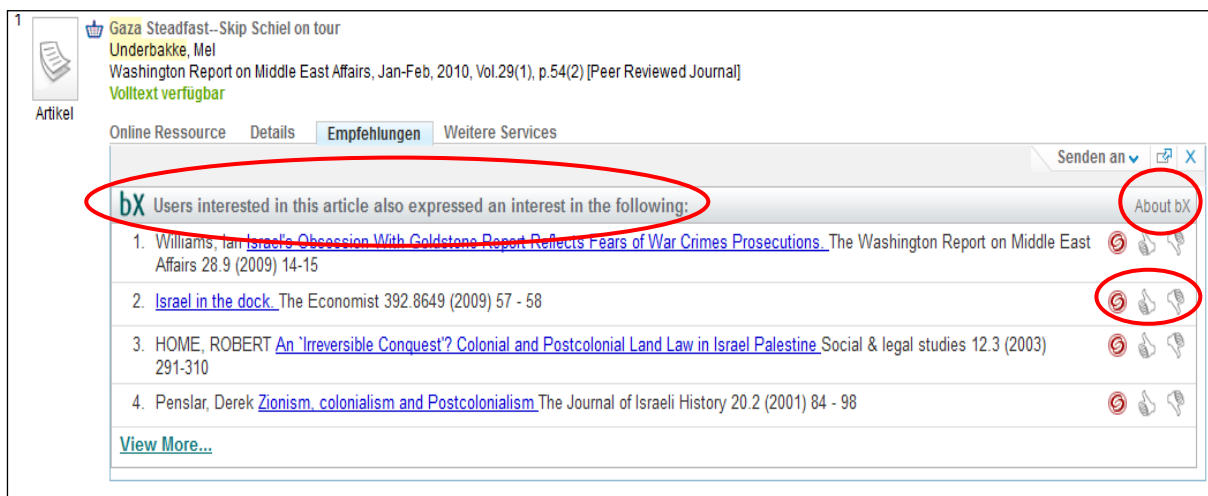 1
Gaza Steadfast--Skip Schiel on tour
Underbakke, Mel
Washington Report on Middle East Affairs, Jan-Feb, 2010, Vol.29(1), p.54(2) [Peer Reviewed Journal]
Volltext verfügbar
Artikel
Online Ressource Details Empfehlungen Weitere Services
Senden an X
bX Users interested in this article also expressed an interest in the following: About bX
1. Williams, Ian Israel's Obsession With Goldstone Report Reflects Fears of War Crimes Prosecutions. The Washington Report on Middle East
Affairs 28.9 (2009) 14-15
2. Israel in the dock. The Economist 392.8649 (2009) 57 - 58
3. HOME, ROBERT An `Irreversible Conquest'? Colonial and Postcolonial Land Law in Israel Palestine Social & legal studies 12.3 (2003)
291-310
4. Penslar, Derek Zionism, colonialism and Postcolonialism The Journal of Israeli History 20.2 (2001) 84 - 98
View More...